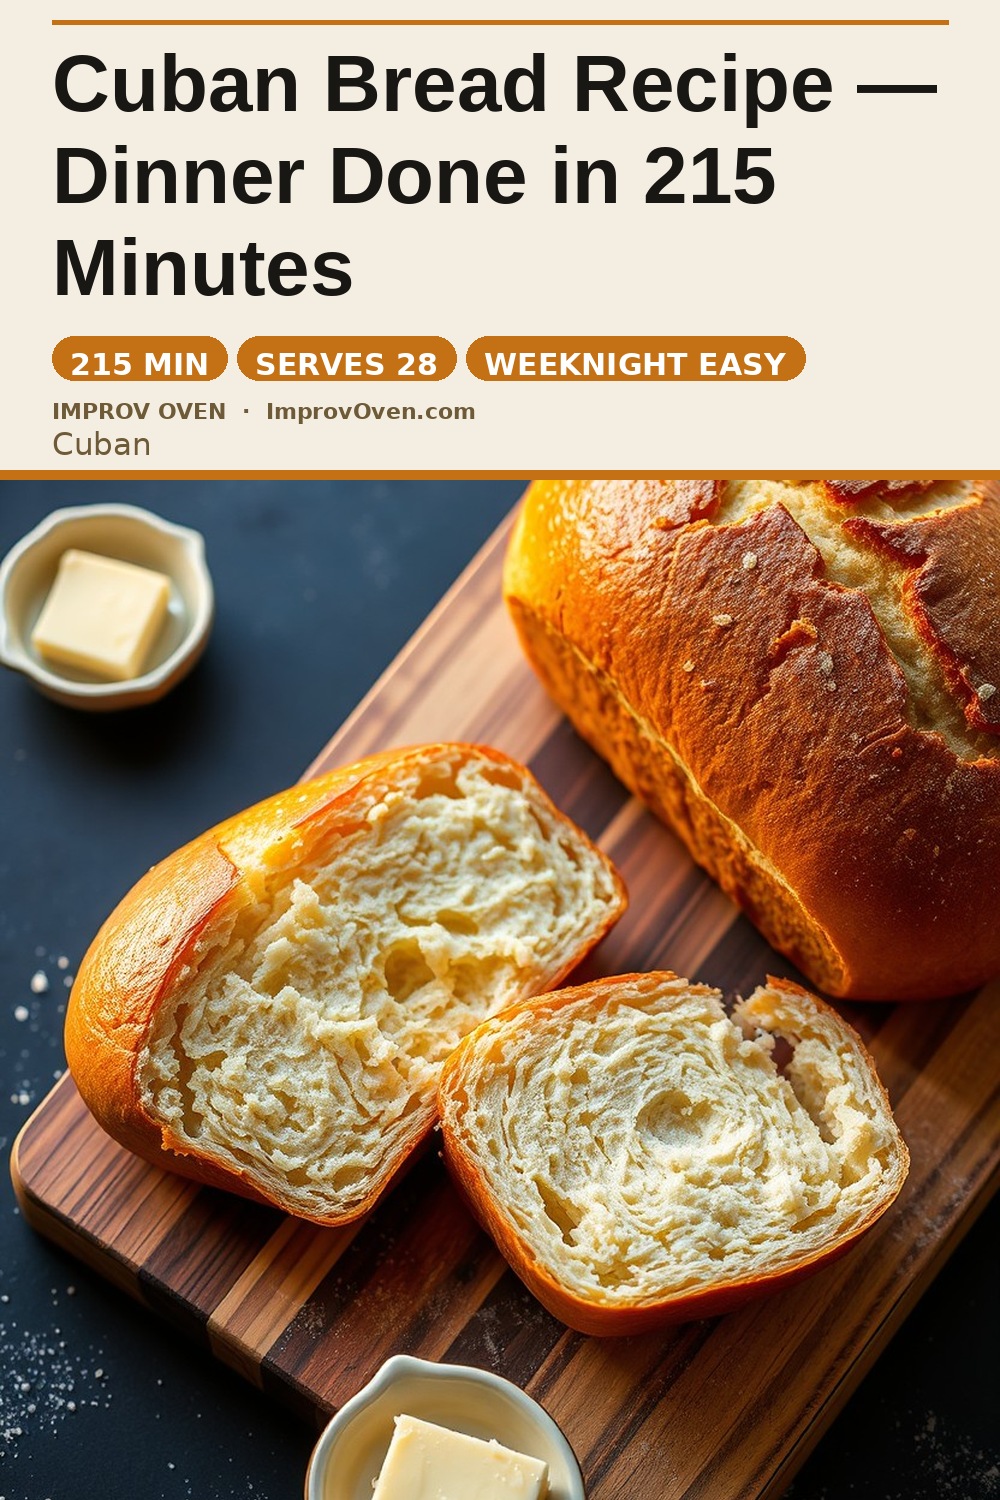 Cuban Bread Recipe —
Dinner Done in 215
Minutes
215 MIN SERVES 28 WEEKNIGHT EASY
IMPROV OVEN · ImprovOven.com
Cuban